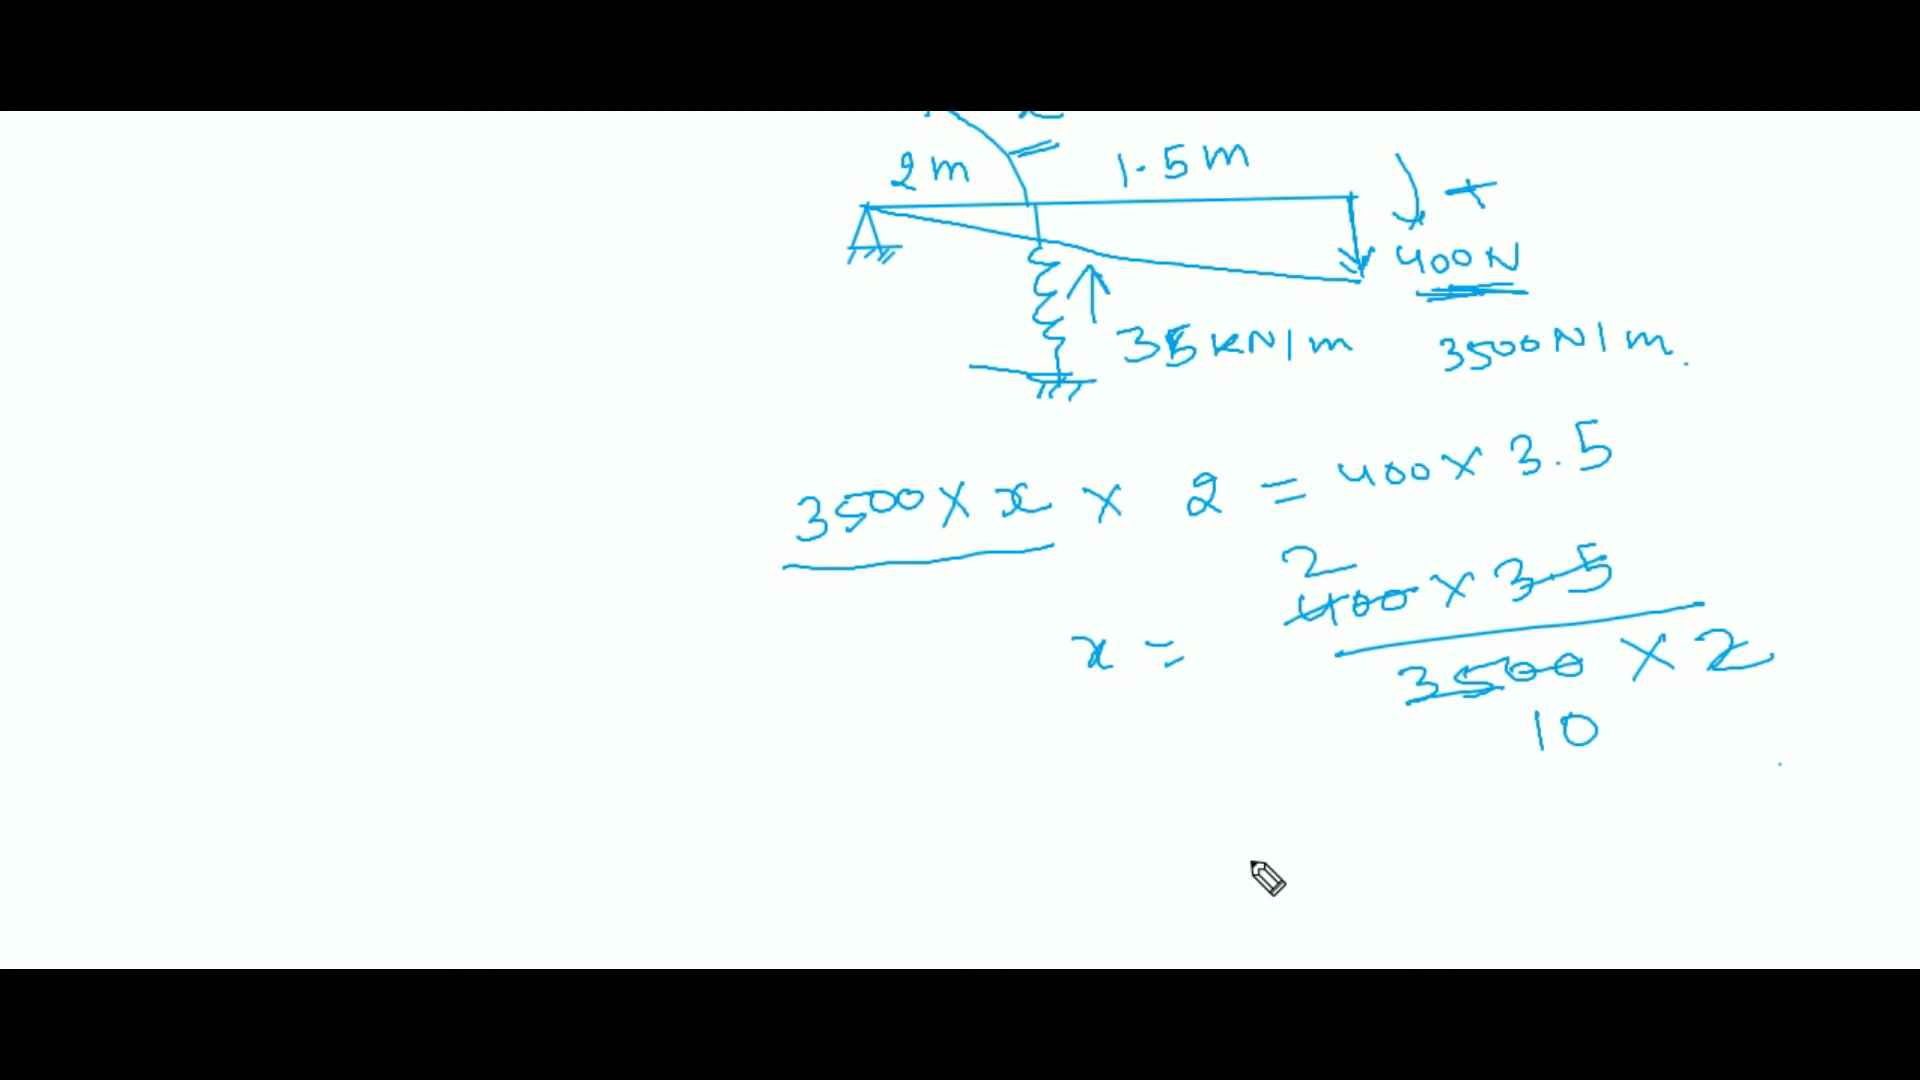 2 m 1.5 m
+
400 N
35 KN/m 3500 N/m.
3500 × x × 2 = 400 × 3.5
2
400 × 3.5
x =
3500 × 2
10